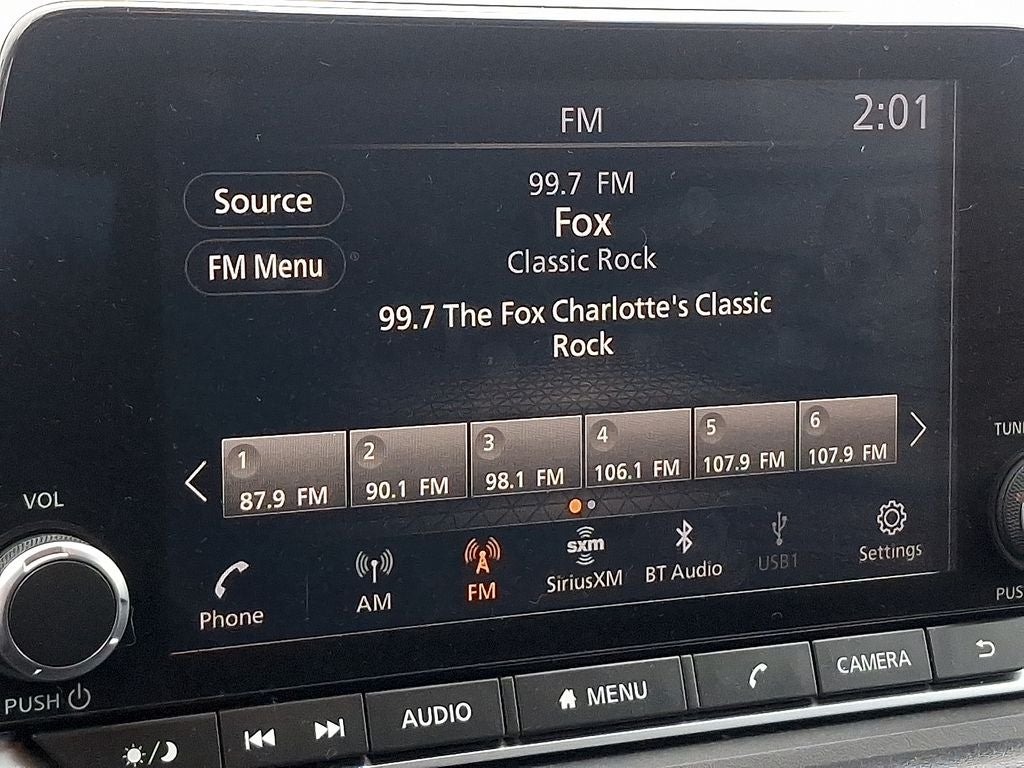 FM
2:01
Source
FM Menu
99.7 FM
Fox
Classic Rock
99.7 The Fox Charlotte's Classic
Rock
1
87.9 FM
2
90.1 FM
3
98.1 FM
4
106.1 FM
5
107.9 FM
6
107.9 FM
Phone
AM
FM
sxm
SiriusXM
BT Audio
USB1
Settings
VOL
PUSH
TUN
PUS
AUDIO
MENU
CAMERA